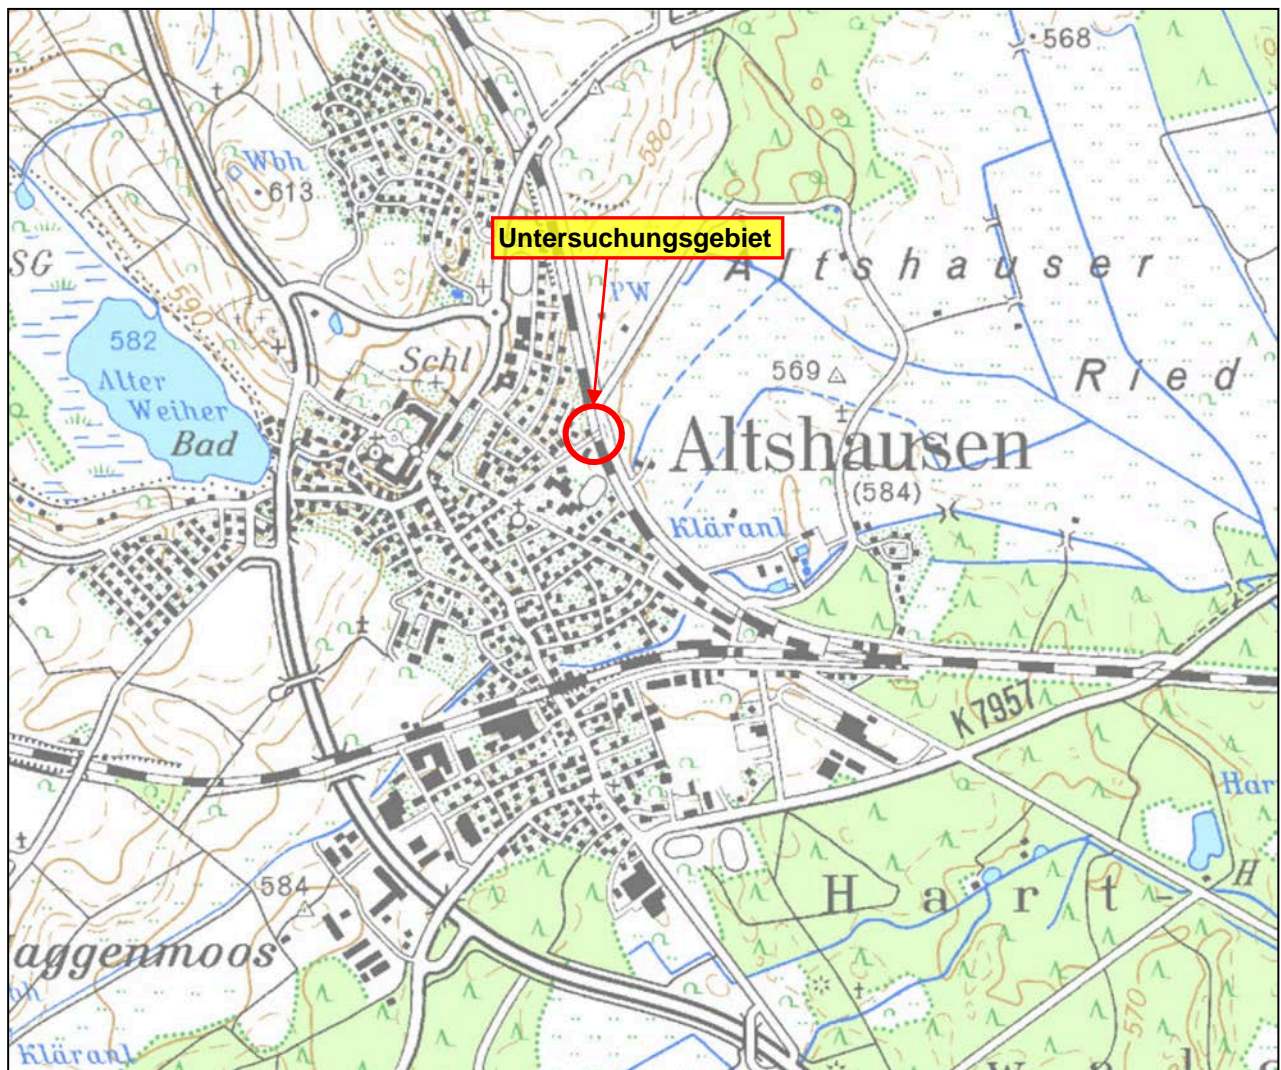 568
Wbh
613
580
Untersuchungsgebiet
SG
Altshauser
590
PW
582
Schl
569
Ried
Alter
Weiher
Bad
Altshausen
(584)
Kläranl
K 7957
Har
584
Hart-
H
aggenmoos
570
Kläranl